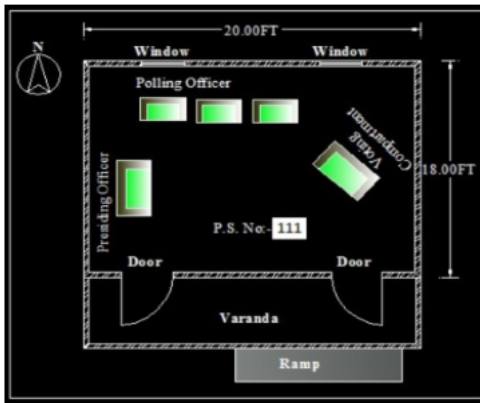 20.00FT
N
Window Window
Polling Officer
Voting
Compartment
18.00FT
Presiding Officer
P.S. No:- 111
Door Door
Varanda
Ramp